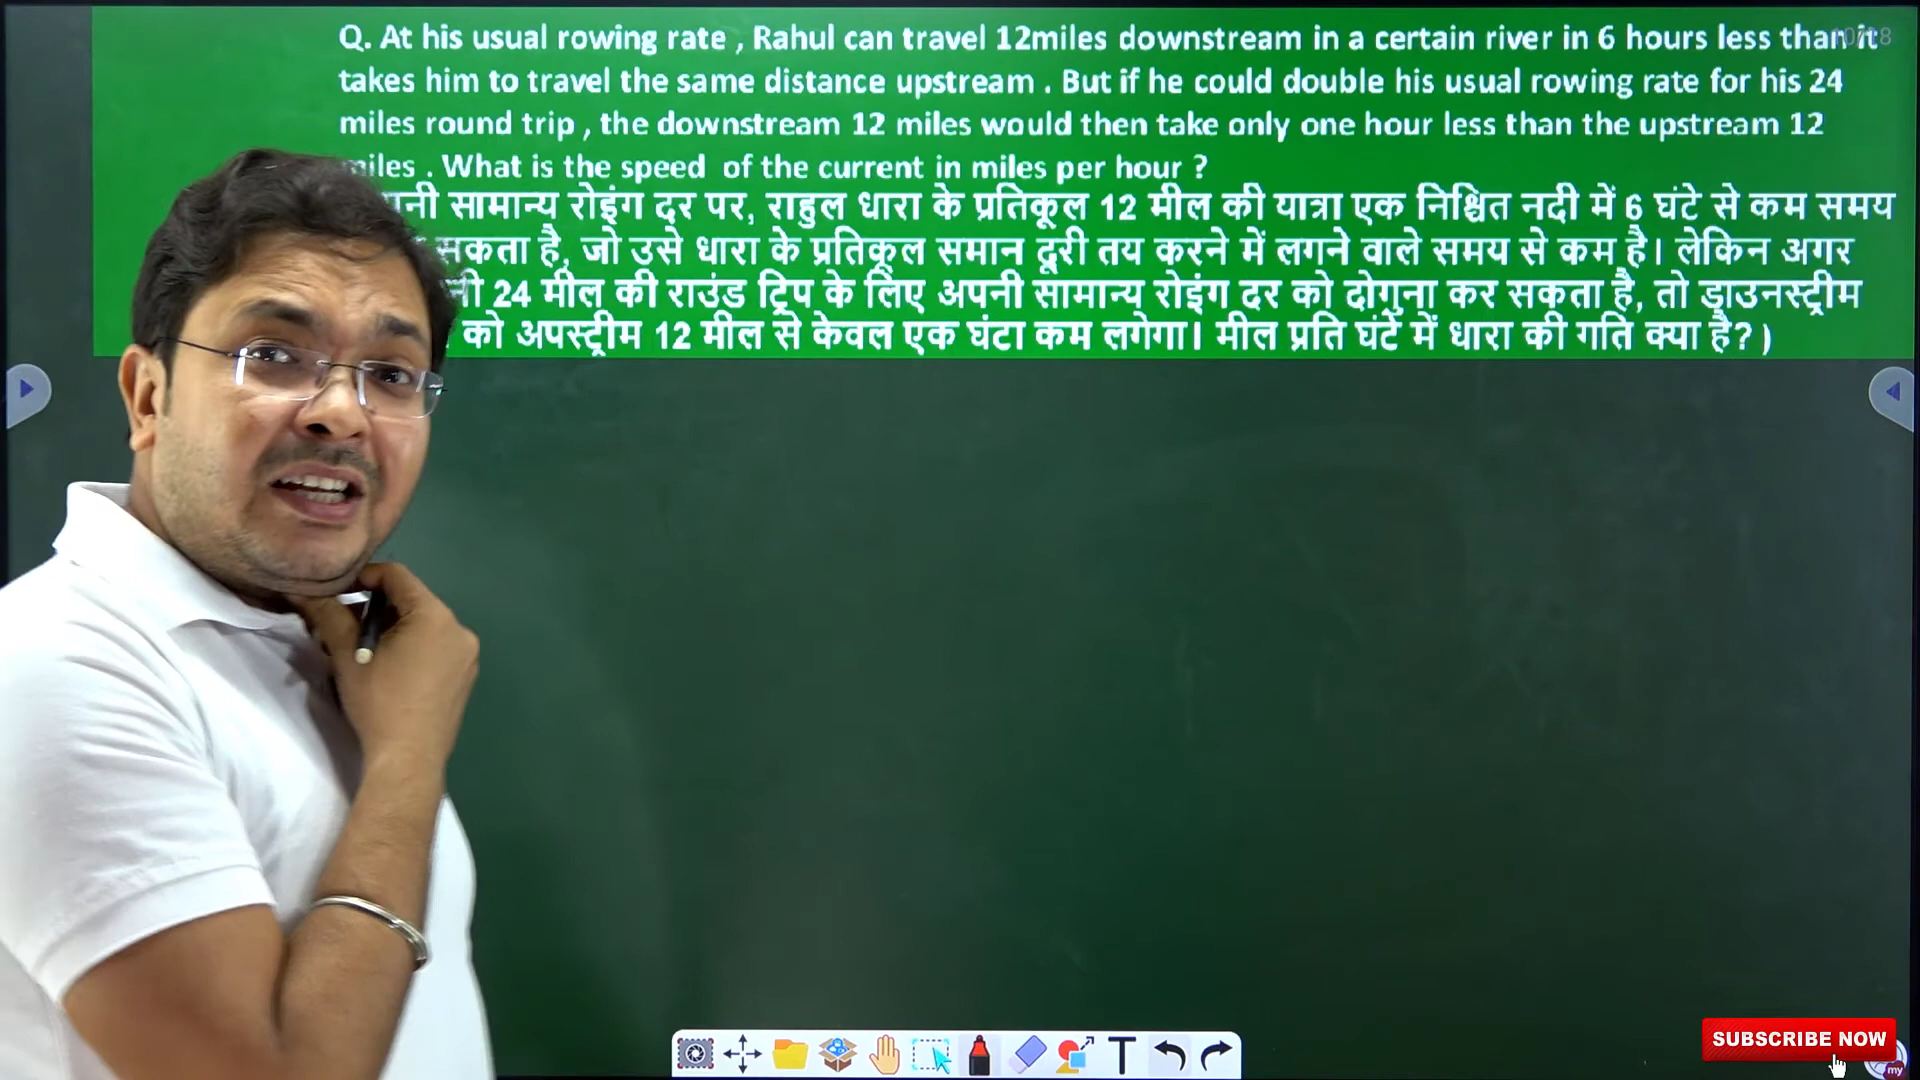 Q. At his usual rowing rate , Rahul can travel 12miles downstream in a certain river in 6 hours less than it
takes him to travel the same distance upstream . But if he could double his usual rowing rate for his 24
miles round trip , the downstream 12 miles would then take only one hour less than the upstream 12
miles . What is the speed of the current in miles per hour ?
सामान्य रोइंग दर पर, राहुल धारा के प्रतिकूल 12 मील की यात्रा एक निश्चित नदी में 6 घंटे से कम समय
सकता है, जो उसे धारा के प्रतिकूल समान दूरी तय करने में लगने वाले समय से कम है। लेकिन अगर
24 मील की राउंड ट्रिप के लिए अपनी सामान्य रोइंग दर को दोगुना कर सकता है, तो डाउनस्ट्रीम
को अपस्ट्रीम 12 मील से केवल एक घंटा कम लगेगा। मील प्रति घंटे में धारा की गति क्या है? )
T
SUBSCRIBE NOW
my